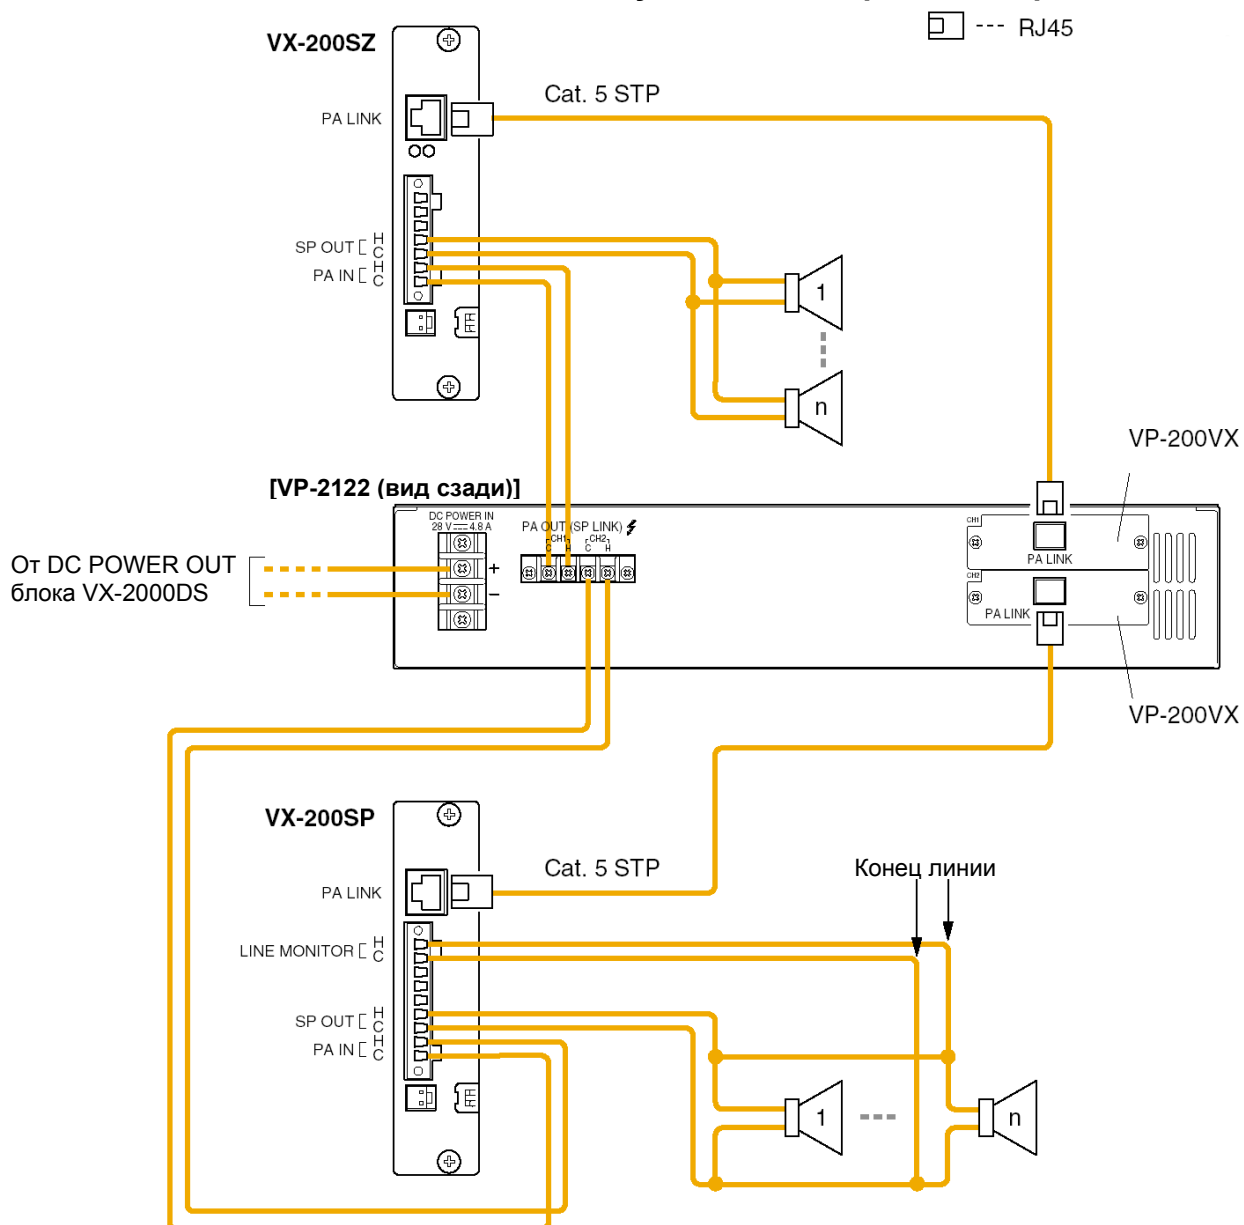 VX-200SZ
--- RJ45
Cat. 5 STP
PA LINK
SP OUT [ H C
PA IN [ H C
1
n
VP-200VX
[VP-2122 (вид сзади)]
DC POWER IN
28 V 4.8 A
PA OUT (SP LINK)
CH1 CH2
C H C H
+
−
От DC POWER OUT
блока VX-2000DS
CH1
PA LINK
CH2
PA LINK
VP-200VX
VX-200SP
Cat. 5 STP
Конец линии
PA LINK
LINE MONITOR [ H C
SP OUT [ H C
PA IN [ H C
1
n